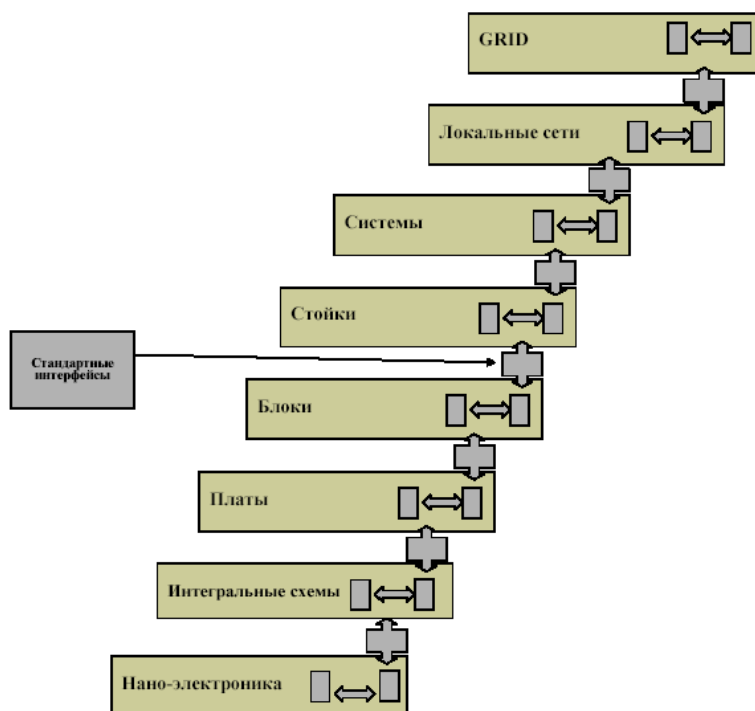 GRID
Локальные сети
Системы
Стойки
Стандартные
интерфейсы
Блоки
Платы
Интегральные схемы
Нано-электроника